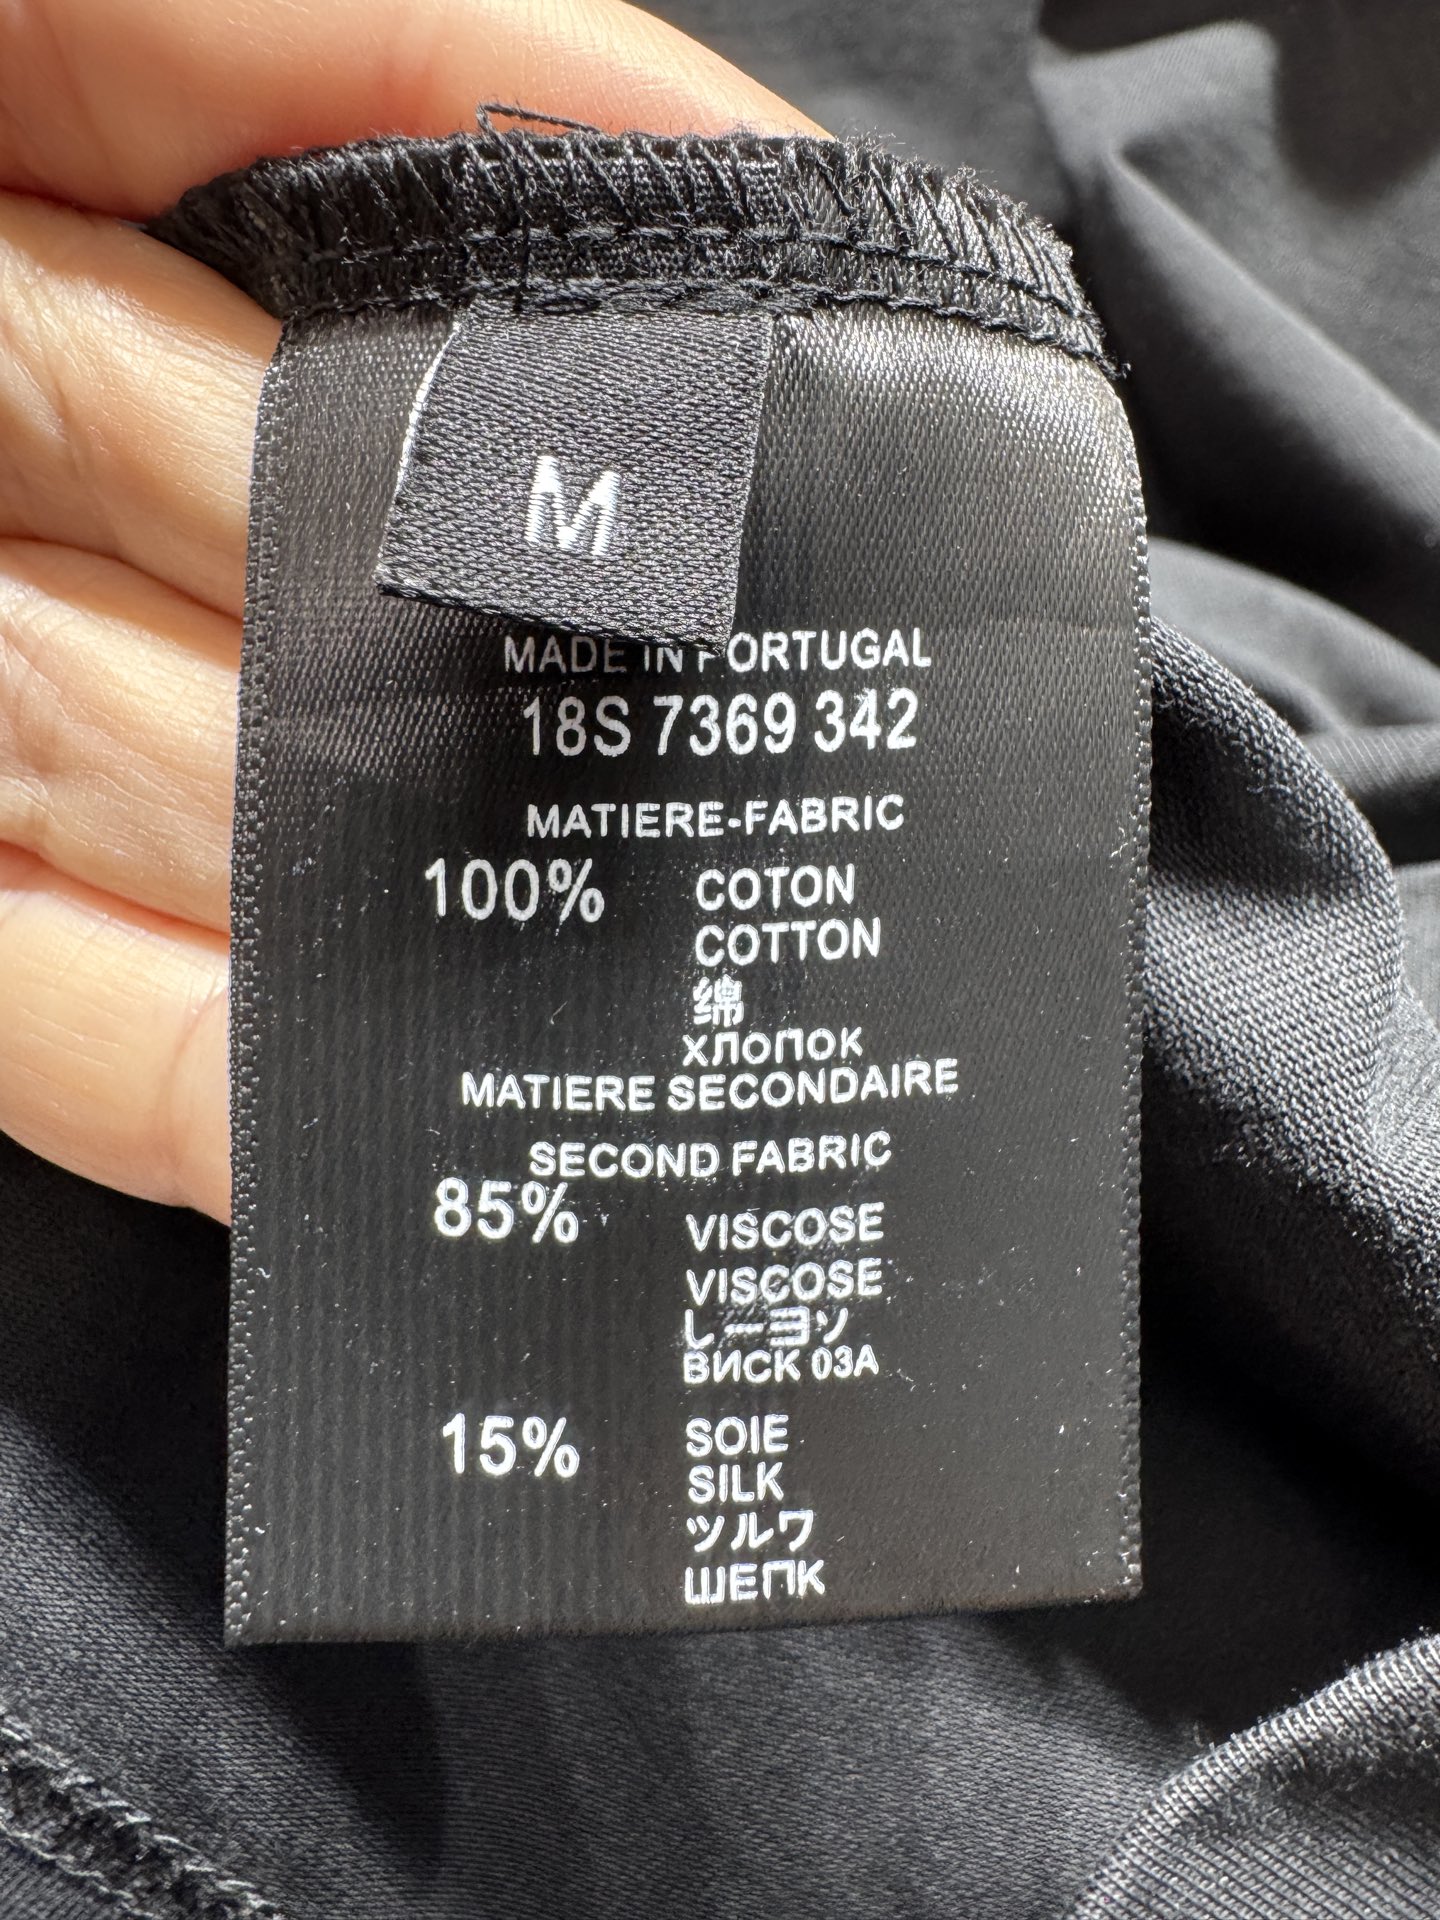 M
MADE IN PORTUGAL
18S 7369 342
MATIERE-FABRIC
100% COTON
COTTON
绵
ХЛОПОК
MATIERE SECONDAIRE
SECOND FABRIC
85% VISCOSE
VISCOSE
レーヨソ
ВИСК 03А
15% SOIE
SILK
ツルワ
ШЕПК